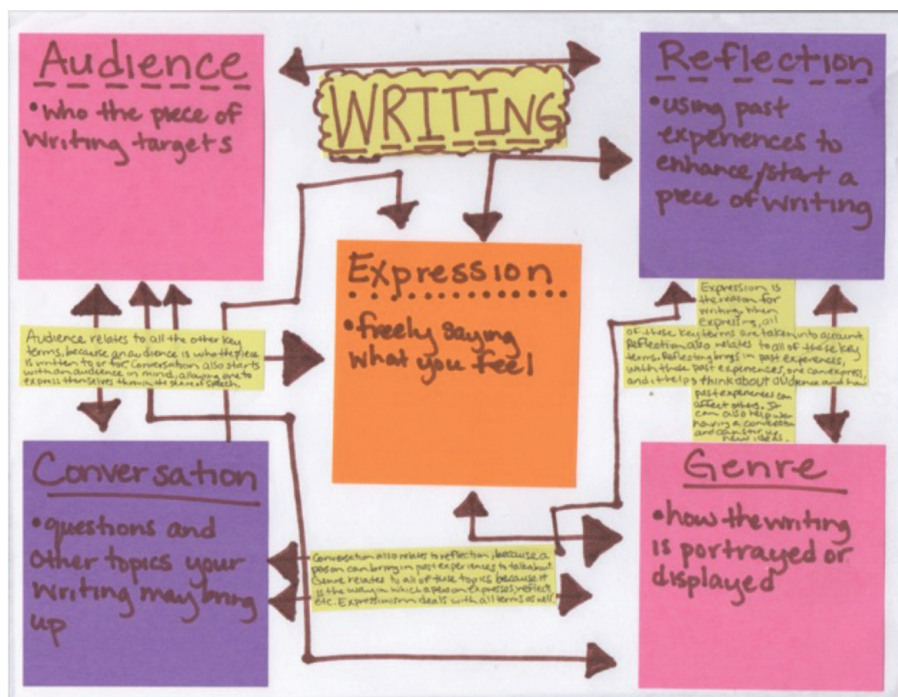 Audience
•who the piece of
writing targets
WRITING
Reflection
•using past
experiences to
enhance/start a
piece of writing
Expression
•freely saying
what you feel
Audience relates to all the other key
terms, because an audience is who the piece
is written to or for. Conversation also starts
with an audience in mind, allowing one to
express themselves through
Expression is
the reason for
writing. When
expressing, all
of these key terms are taken into account
Reflection also relates to all of these key
terms. Reflecting brings in past experiences,
with those past experiences, one can express,
and it helps think about audience and how
past experiences can
affect others. It
can also help when
having a conversation
and can stir up
new ideas.
Conversation
•questions and
other topics your
writing may bring
up
Conversation also relates to reflection, because a
person can bring in past experiences to talk about.
Genre relates to all of these topics because it
is the way in which a person expresses, reflects,
etc. Expression deals with all terms as well
Genre
•how the writing
is portrayed or
displayed